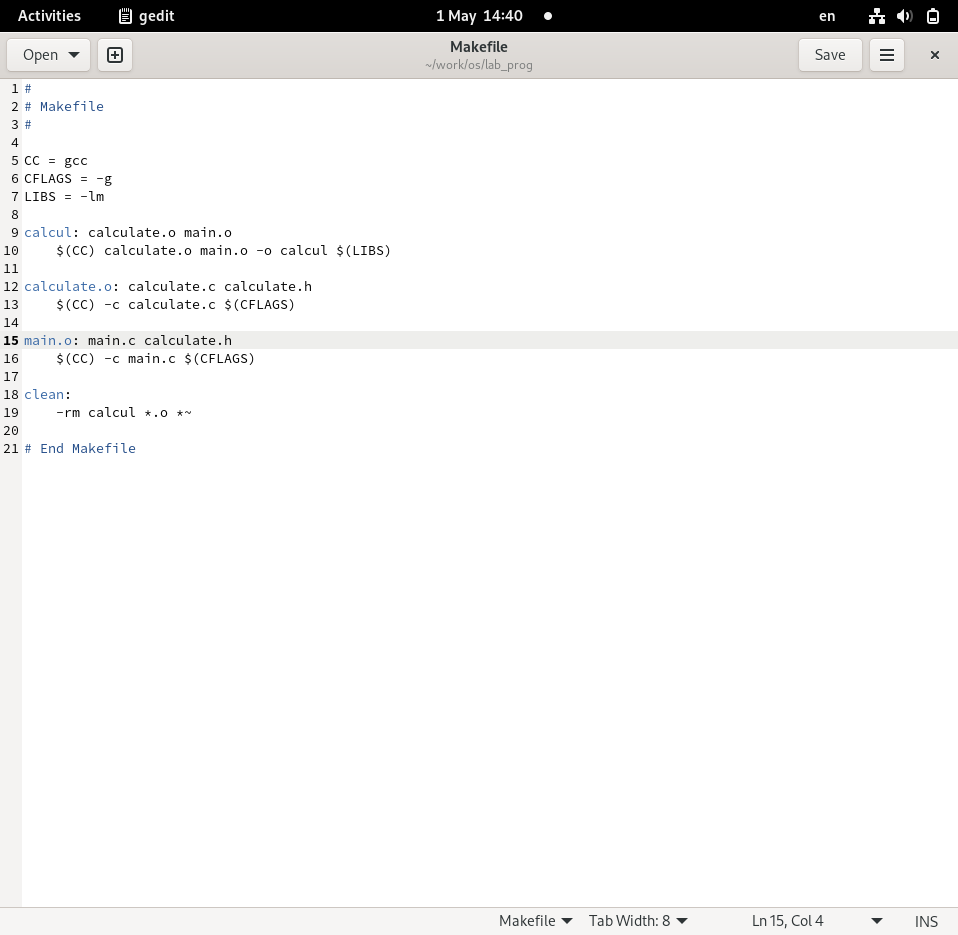 Activities gedit 1 May 14:40 en
Open Makefile Save
~/work/os/lab_prog
1 #
2 # Makefile
3 #
4
5 CC = gcc
6 CFLAGS = -g
7 LIBS = -lm
8
9 calcul: calculate.o main.o
10     $(CC) calculate.o main.o -o calcul $(LIBS)
11
12 calculate.o: calculate.c calculate.h
13     $(CC) -c calculate.c $(CFLAGS)
14
15 main.o: main.c calculate.h
16     $(CC) -c main.c $(CFLAGS)
17
18 clean:
19     -rm calcul *.o *~
20
21 # End Makefile
Makefile Tab Width: 8 Ln 15, Col 4 INS